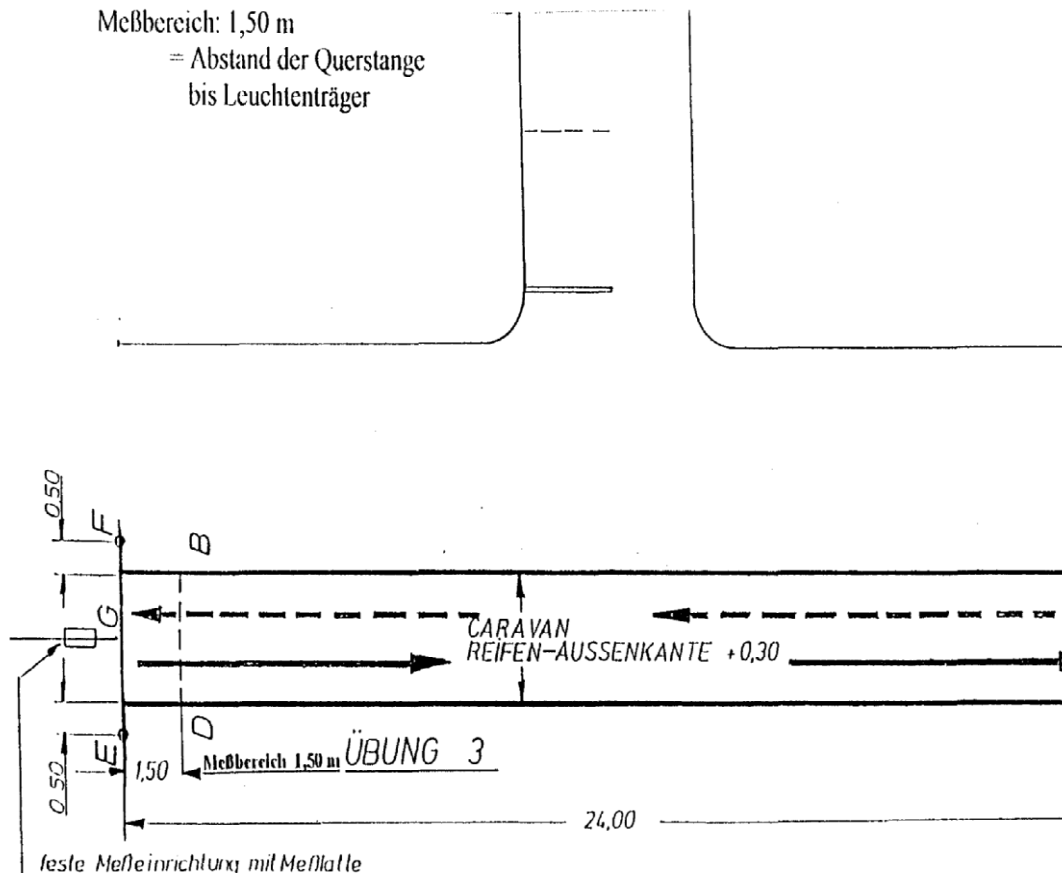 Meßbereich: 1,50 m
= Abstand der Querstange
bis Leuchtenträger
0.50
F
B
G
CARAVAN
REIFEN-AUSSENKANTE +0,30
E
D
0.50
1,50
Meßbereich 1,50 m
ÜBUNG 3
24,00
feste Meßeinrichtung mit Meßlatte